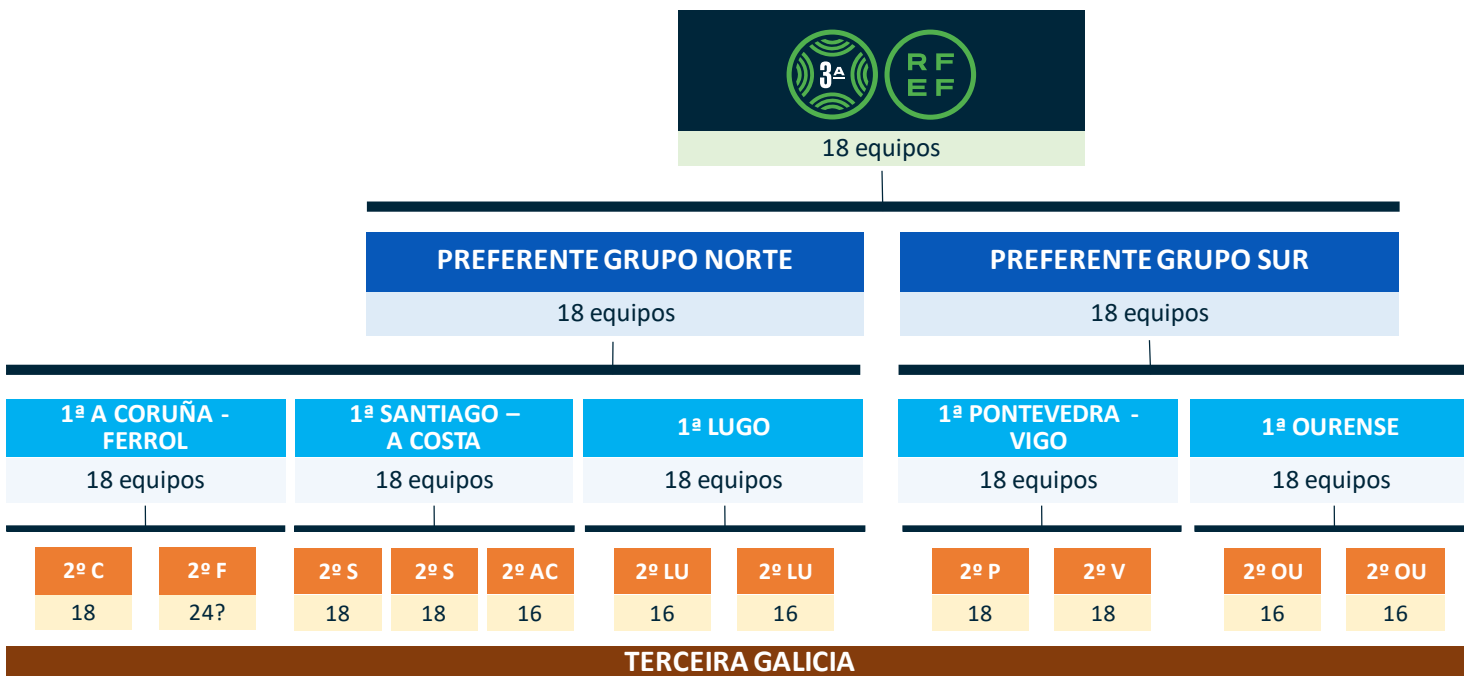 3ª
RF
EF
18 equipos
PREFERENTE GRUPO NORTE
PREFERENTE GRUPO SUR
18 equipos
18 equipos
1ª A CORUÑA -
FERROL
1ª SANTIAGO –
A COSTA
1ª LUGO
1ª PONTEVEDRA -
VIGO
1ª OURENSE
18 equipos
18 equipos
18 equipos
18 equipos
18 equipos
2º C
2º F
2º S
2º S
2º AC
2º LU
2º LU
2º P
2º V
2º OU
2º OU
18
24?
18
18
16
16
16
18
18
16
16
TERCEIRA GALICIA